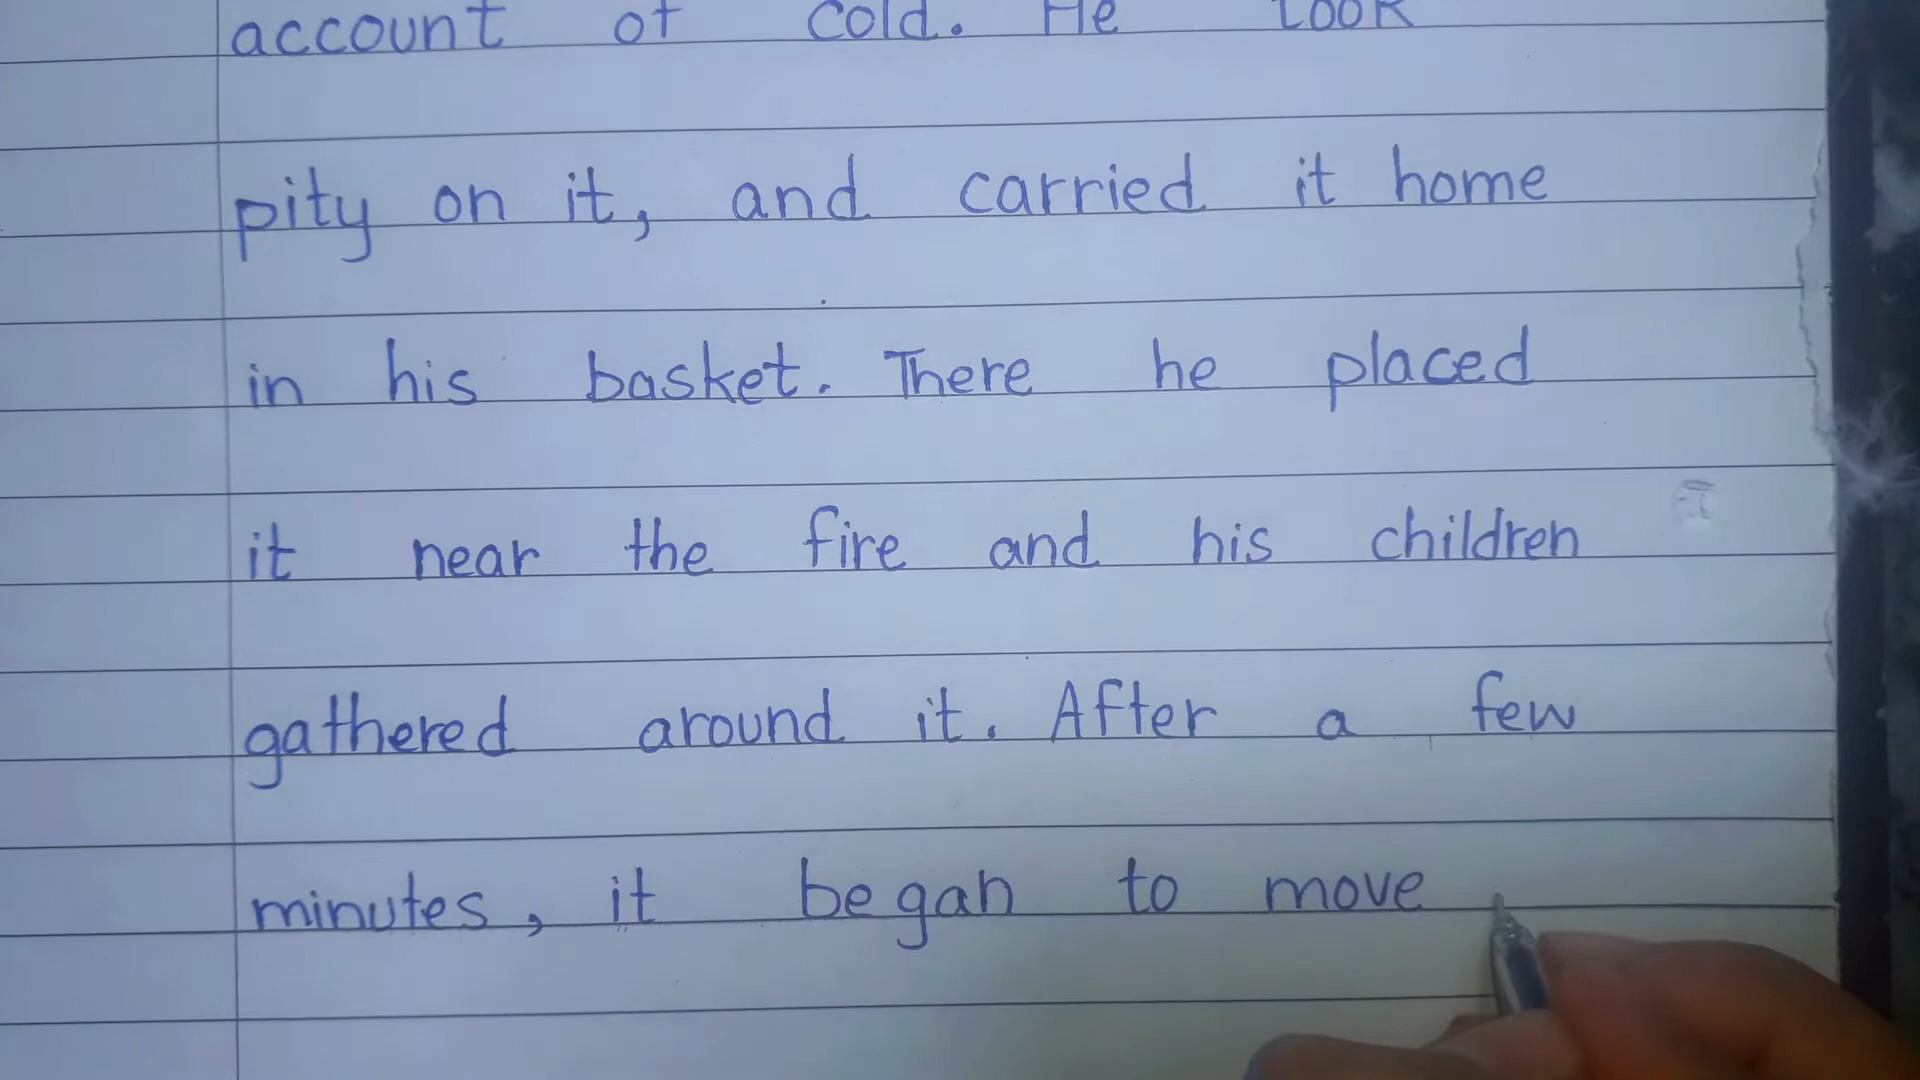 account of cold. He took
pity on it, and carried it home
in his basket. There he placed
it near the fire and his children
gathered around it. After a few
minutes, it began to move